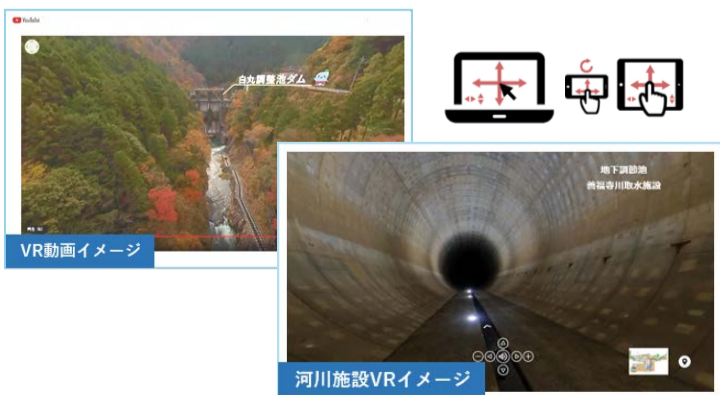 YouTube
白丸調整池ダム
VR動画イメージ
地下調節池
善福寺川取水施設
河川施設VRイメージ